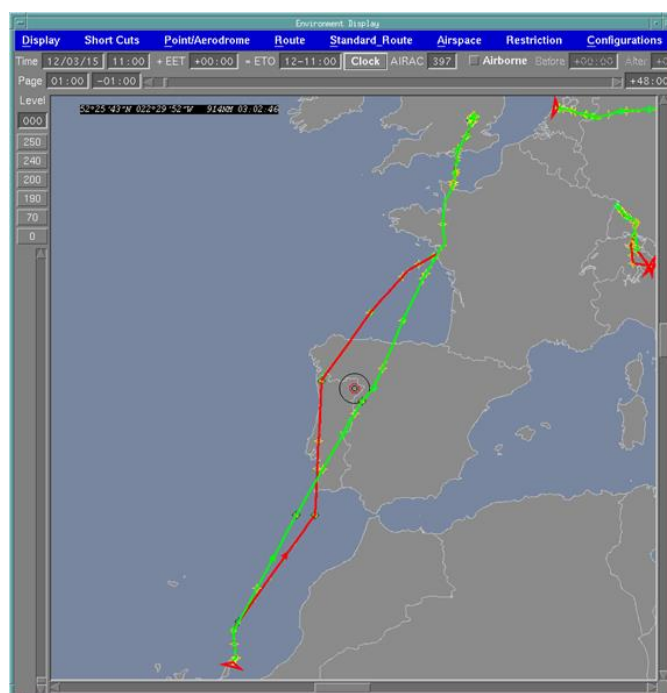 Environment Display
Display Short Cuts Point/Aerodrome Route Standard_Route Airspace Restriction Configurations
Time 12/03/15 11:00 + EET +00:00 = ETO 12-11:00 Clock AIRAC 397 Airborne Before +00:00 After
Page 01:00 -01:00 +48:00
Level
000
250
240
200
190
70
0
52°25'43"N 022°29'52"W 914NM 03:02:46